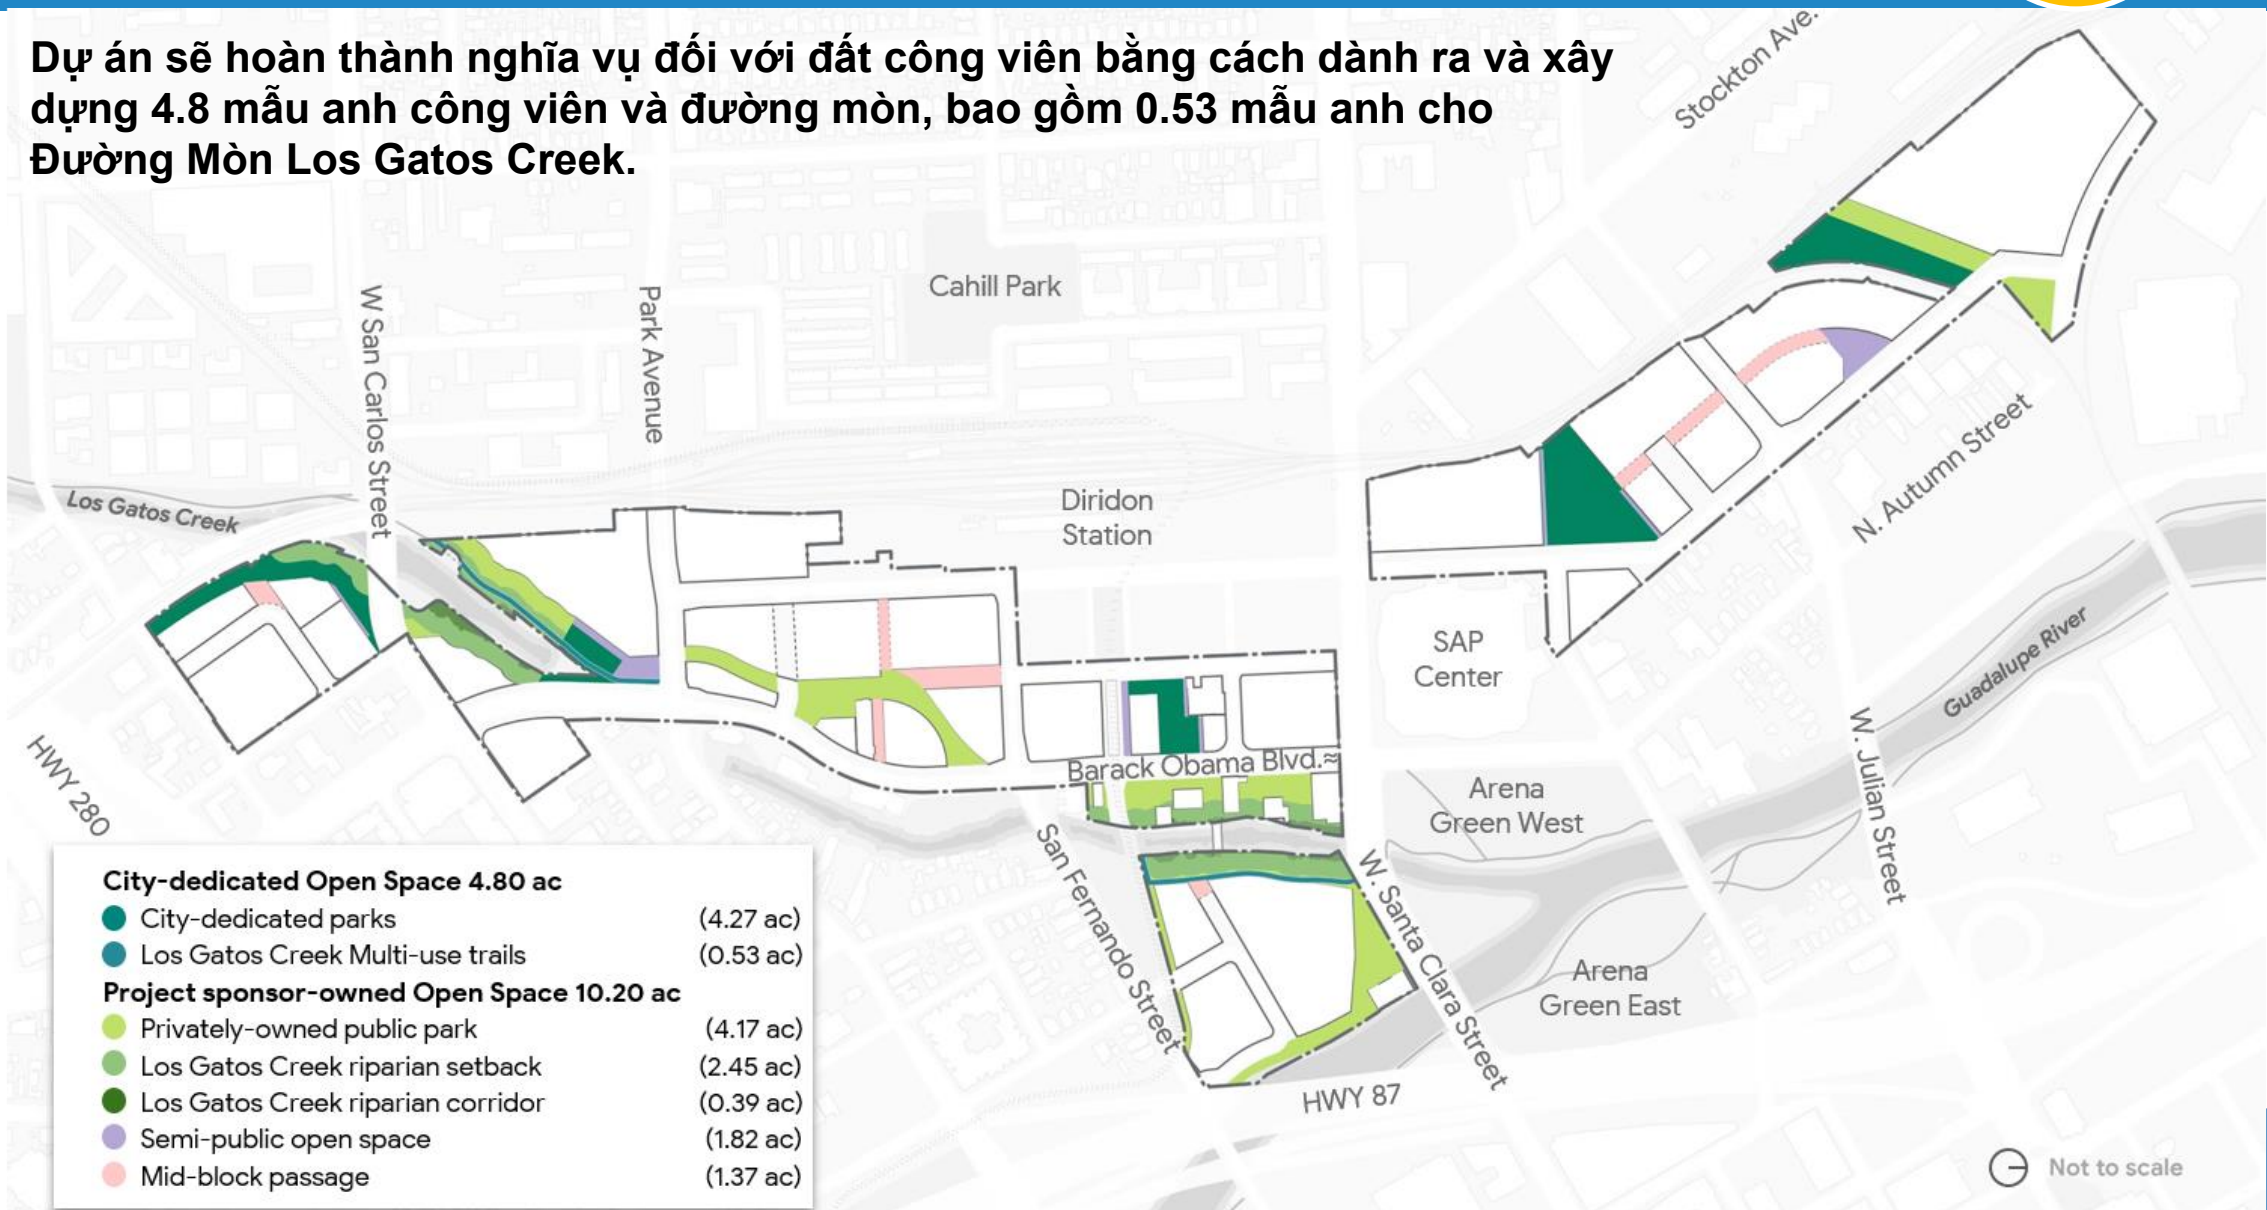 Dự án sẽ hoàn thành nghĩa vụ đối với đất công viên bằng cách dành ra và xây
dựng 4.8 mẫu anh công viên và đường mòn, bao gồm 0.53 mẫu anh cho
Đường Mòn Los Gatos Creek.
Stockton Ave.
Cahill Park
W San Carlos Street
Park Avenue
Los Gatos Creek
Diridon
Station
N. Autumn Street
SAP
Center
Guadalupe River
W. Julian Street
HWY 280
Barack Obama Blvd.
Arena
Green West
San Fernando Street
W. Santa Clara Street
Arena
Green East
HWY 87
City-dedicated Open Space 4.80 ac
City-dedicated parks (4.27 ac)
Los Gatos Creek Multi-use trails (0.53 ac)
Project sponsor-owned Open Space 10.20 ac
Privately-owned public park (4.17 ac)
Los Gatos Creek riparian setback (2.45 ac)
Los Gatos Creek riparian corridor (0.39 ac)
Semi-public open space (1.82 ac)
Mid-block passage (1.37 ac)
Not to scale